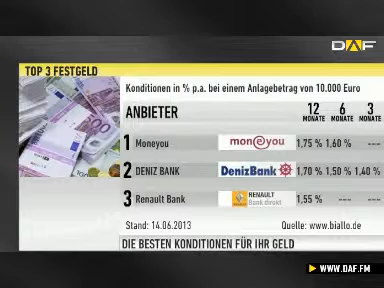 DAF
TOP 3 FESTGELD
Konditionen in % p.a. bei einem Anlagebetrag von 10.000 Euro
ANBIETER 12 MONATE 6 MONATE 3 MONATE
1 Moneyou moneyou 1,75 % 1,60 % ---
2 DENIZ BANK DenizBank 1,70 % 1,50 % 1,40 %
3 Renault Bank RENAULT Bank direkt 1,55 % --- ---
Stand: 14.06.2013 Quelle: www.biallo.de
DIE BESTEN KONDITIONEN FÜR IHR GELD
WWW.DAF.FM